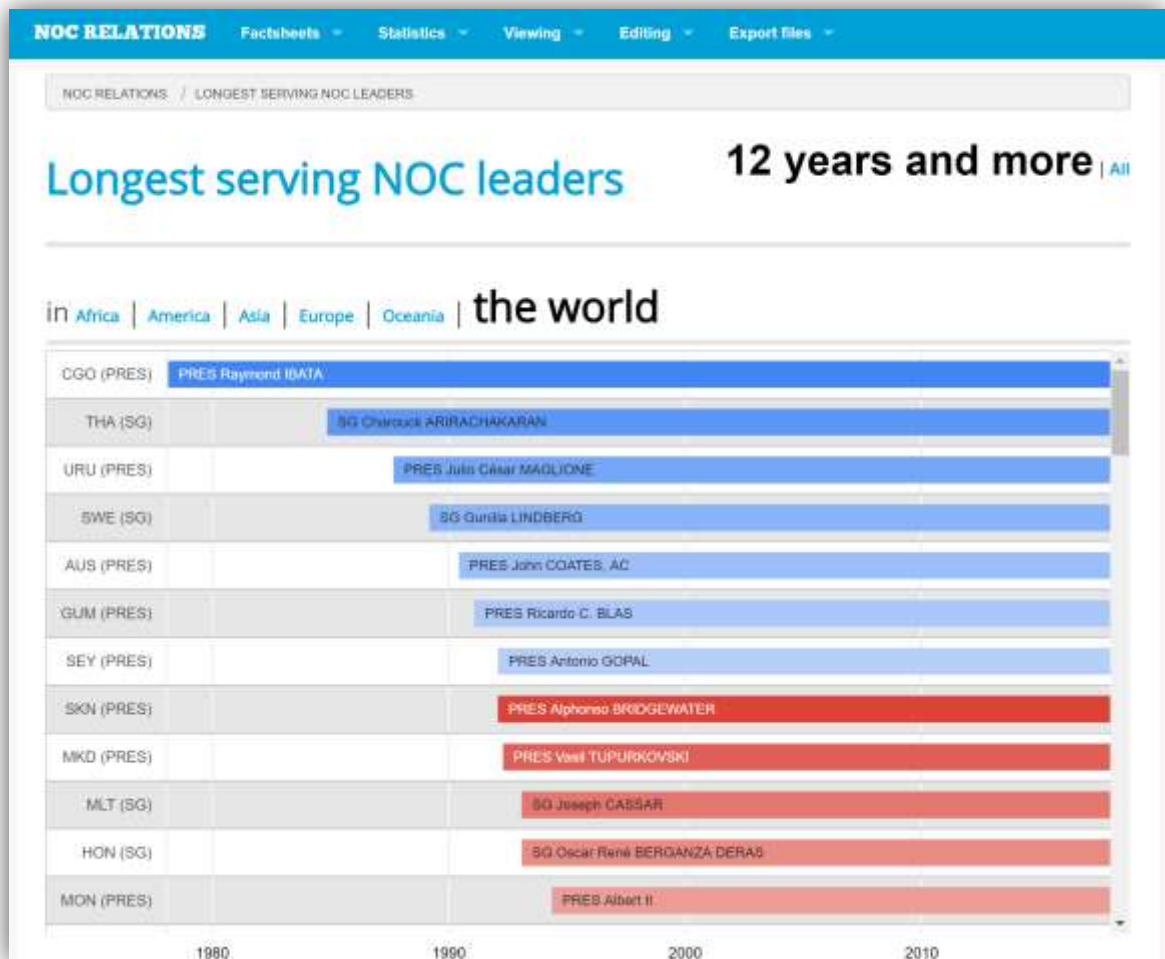 NOC RELATIONS Factsheets Statistics Viewing Editing Export files
NOC RELATIONS / LONGEST SERVING NOC LEADERS
Longest serving NOC leaders 12 years and more | All
in Africa | America | Asia | Europe | Oceania | the world
CGO (PRES) PRES Raymond IBATA
THA (SG) SG Charouck ARIRACHAKARAN
URU (PRES) PRES Julio César MAGLIONE
SWE (SG) SG Gunilla LINDBERG
AUS (PRES) PRES John COATES, AC
GUM (PRES) PRES Ricardo C. BLAS
SEY (PRES) PRES Antonio GOPAL
SKN (PRES) PRES Alphonso BRIDGEWATER
MKD (PRES) PRES Vasil TUPURKOVSKI
MLT (SG) SG Joseph CASSAR
HON (SG) SG Oscar René BERGANZA DERAS
MON (PRES) PRES Albert II
1980 1990 2000 2010